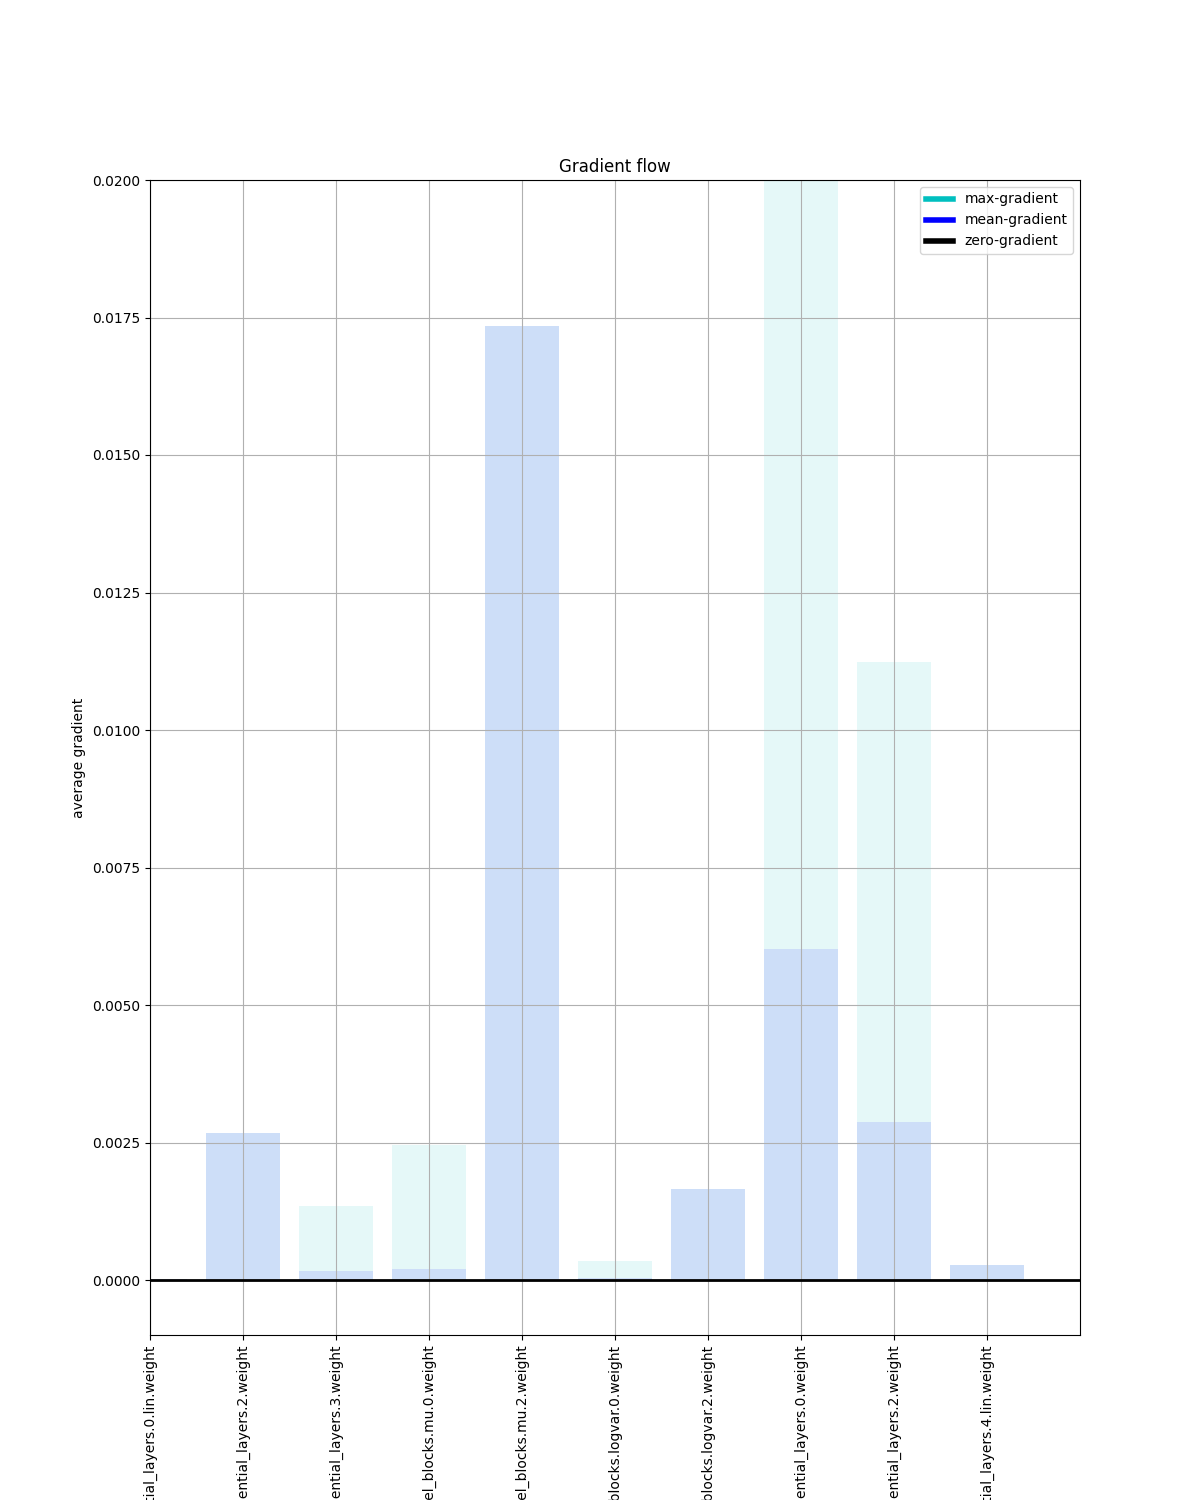 Gradient flow
max-gradient
mean-gradient
zero-gradient
0.0200
0.0175
0.0150
0.0125
0.0100
0.0075
0.0050
0.0025
0.0000
average gradient
tial_layers.0.lin.weight
ential_layers.2.weight
ential_layers.3.weight
el_blocks.mu.0.weight
el_blocks.mu.2.weight
blocks.logvar.0.weight
blocks.logvar.2.weight
ential_layers.0.weight
ential_layers.2.weight
tial_layers.4.lin.weight